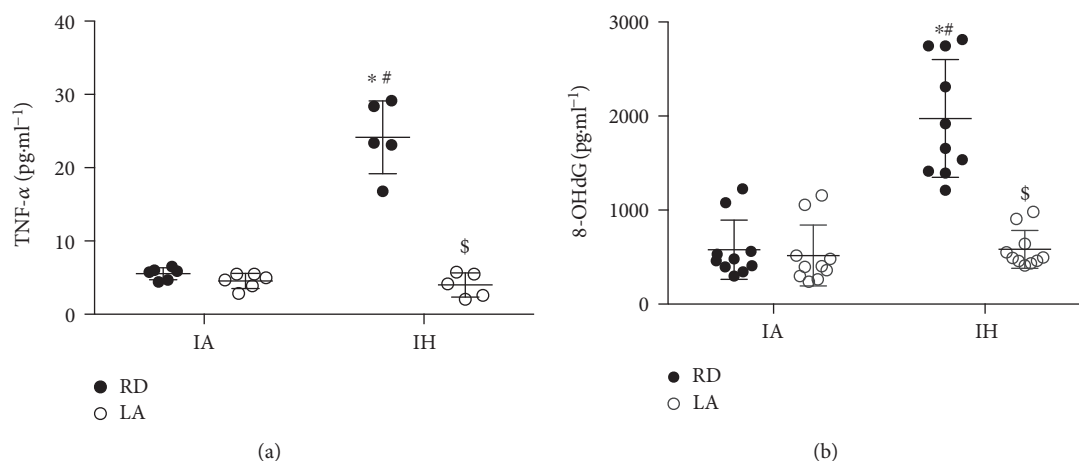 40
30
20
10
0
TNF-α (pg·ml⁻¹)
* #
$
IA
IH
RD
LA
(a)
3000
2000
1000
0
8-OHdG (pg·ml⁻¹)
*#
$
IA
IH
RD
LA
(b)